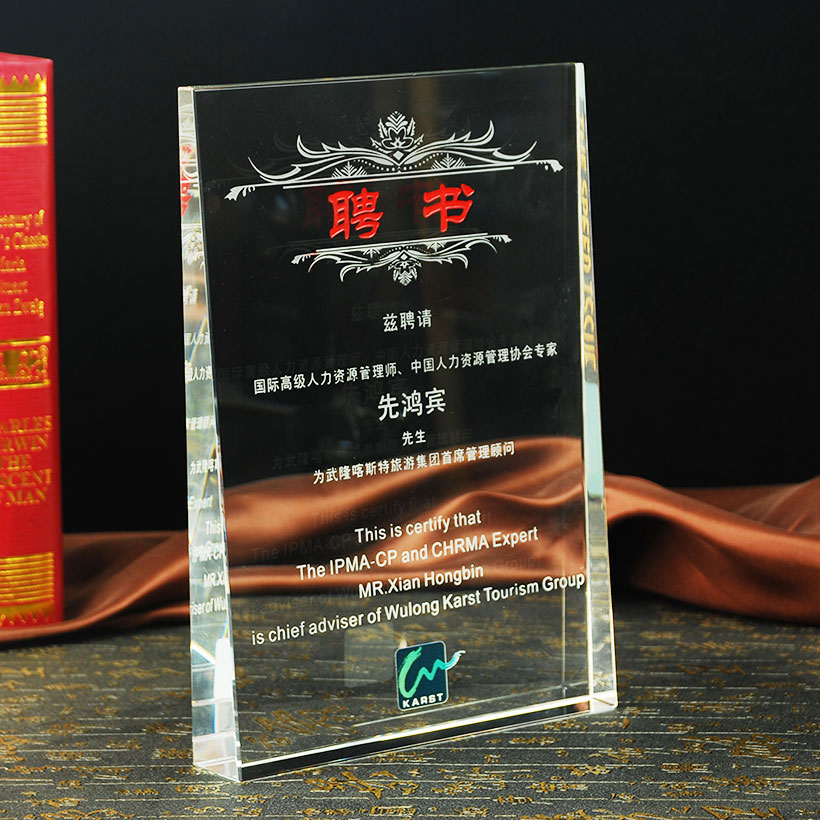 聘书
兹聘请
国际高级人力资源管理师、中国人力资源管理协会专家
先鸿宾
先生
为武隆喀斯特旅游集团首席管理顾问
This is certify that
The IPMA-CP and CHRMA Expert
MR.Xian Hongbin
is chief adviser of Wulong Karst Tourism Group
KARST